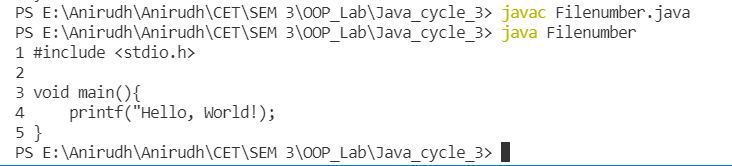 PS E:\Anirudh\Anirudh\CET\SEM 3\OOP_Lab\Java_cycle_3> javac Filenumber.java
PS E:\Anirudh\Anirudh\CET\SEM 3\OOP_Lab\Java_cycle_3> java Filenumber
1 #include <stdio.h>
2
3 void main(){
4     printf("Hello, World!);
5 }
PS E:\Anirudh\Anirudh\CET\SEM 3\OOP_Lab\Java_cycle_3>